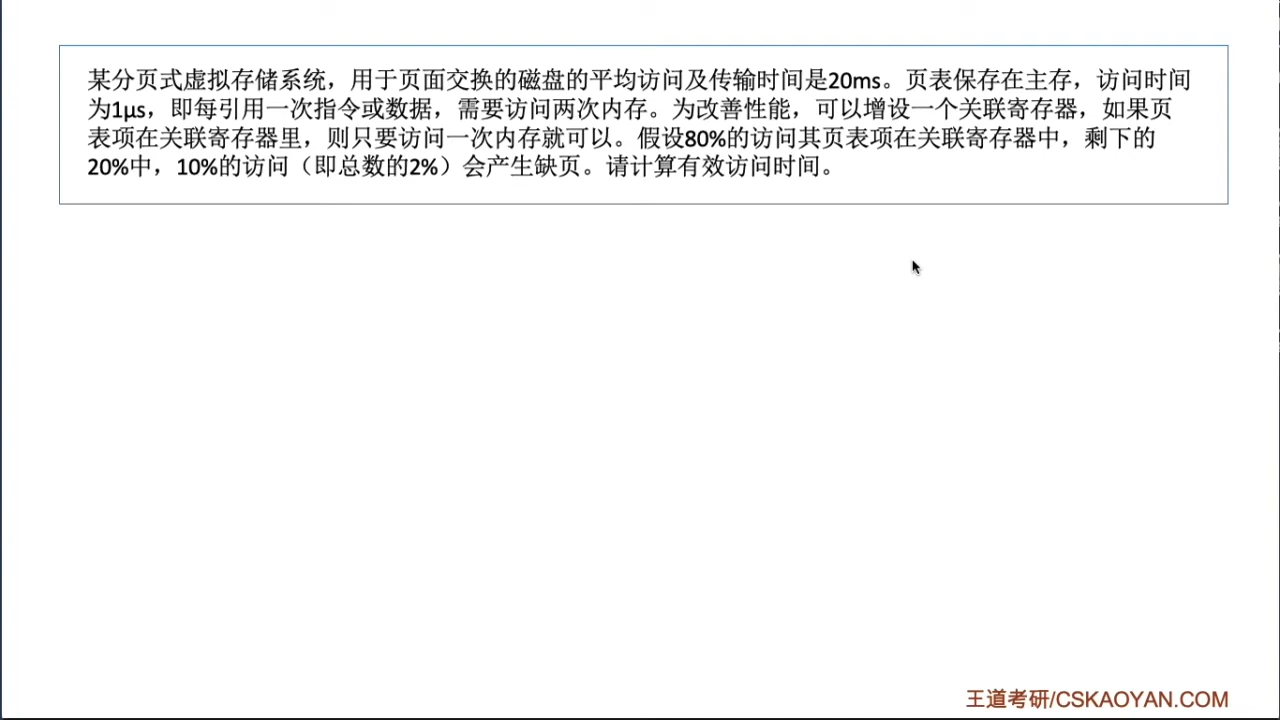 某分页式虚拟存储系统，用于页面交换的磁盘的平均访问及传输时间是20ms。页表保存在主存，访问时间
为1μs，即每引用一次指令或数据，需要访问两次内存。为改善性能，可以增设一个关联寄存器，如果页
表项在关联寄存器里，则只要访问一次内存就可以。假设80%的访问其页表项在关联寄存器中，剩下的
20%中，10%的访问（即总数的2%）会产生缺页。请计算有效访问时间。
王道考研/CSKAOYAN.COM